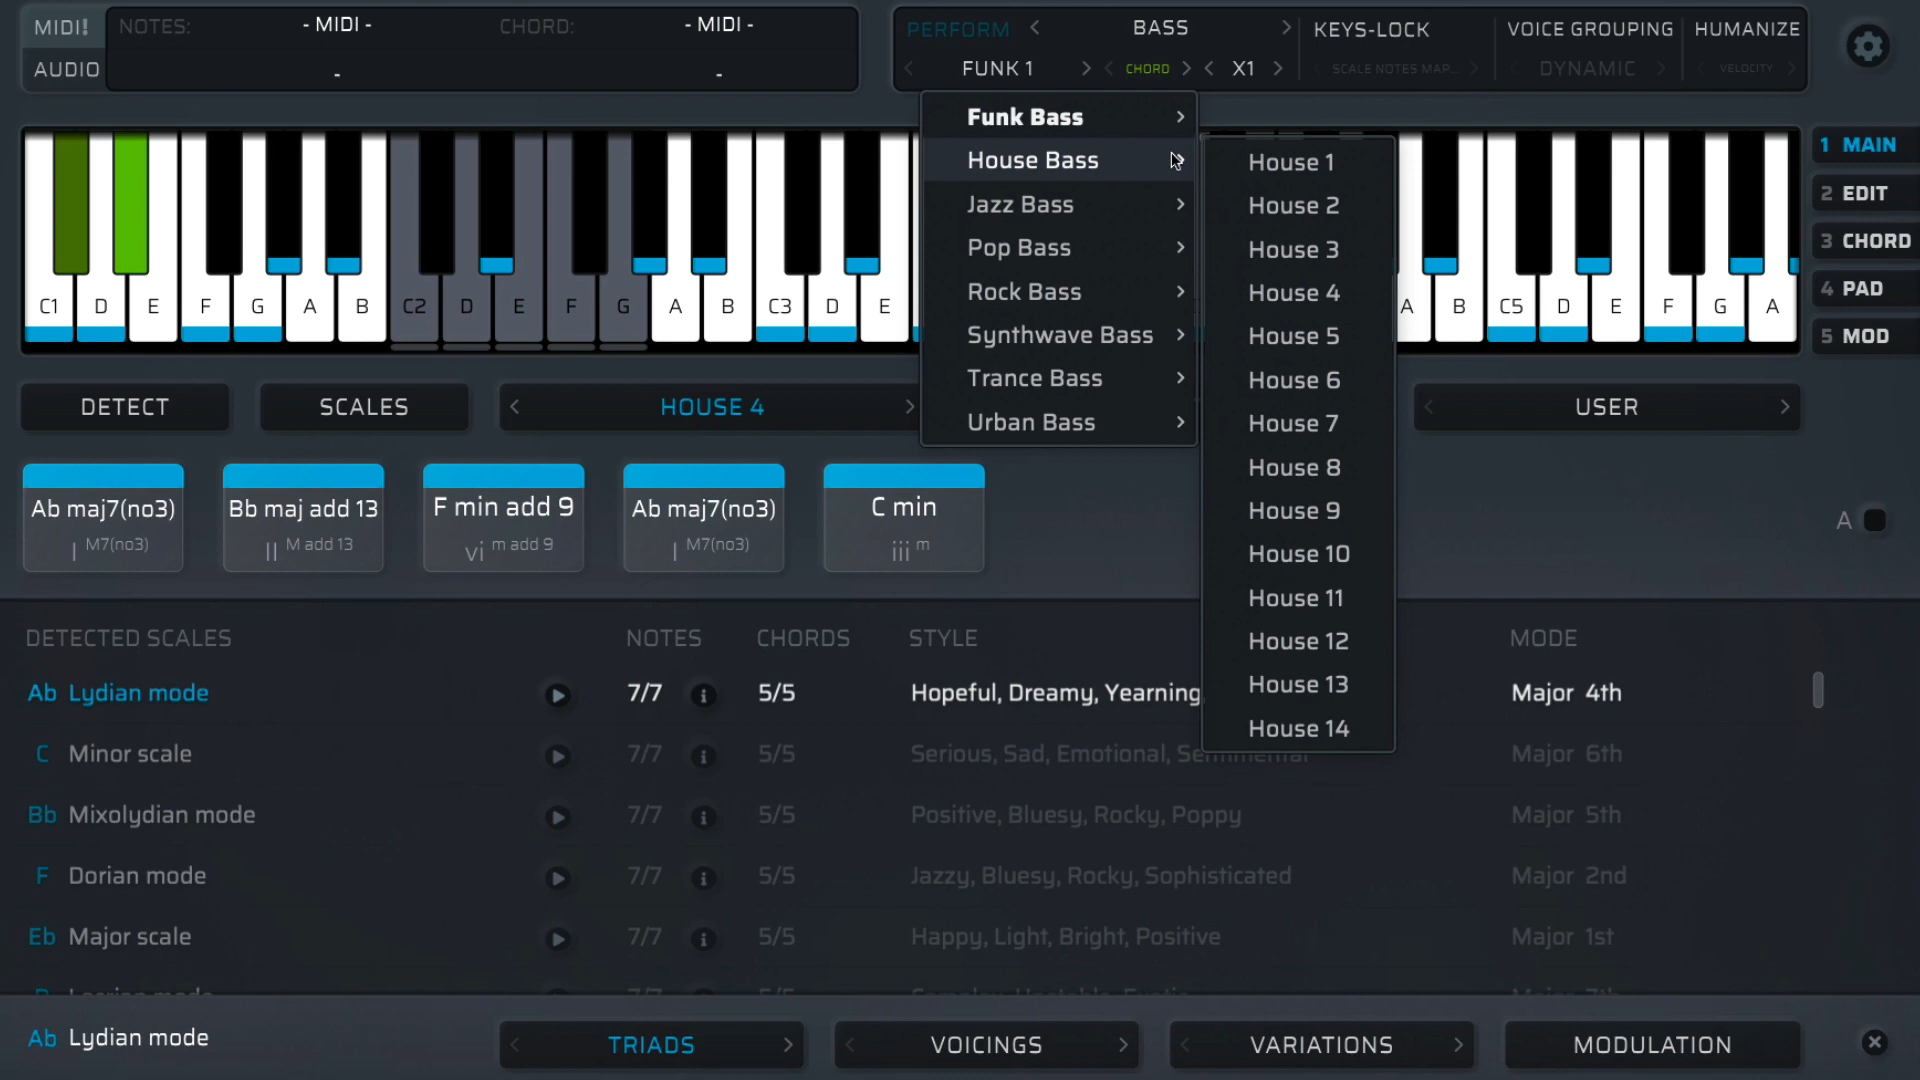 MIDI! NOTES: - MIDI - CHORD: - MIDI -
AUDIO - -
PERFORM < BASS > KEYS-LOCK VOICE GROUPING HUMANIZE
< FUNK 1 > < CHORD > < X1 > < SCALE NOTES MAP... > < DYNAMIC > < VELOCITY >
Funk Bass >
House Bass >
Jazz Bass >
Pop Bass >
Rock Bass >
Synthwave Bass >
Trance Bass >
Urban Bass >
House 1
House 2
House 3
House 4
House 5
House 6
House 7
House 8
House 9
House 10
House 11
House 12
House 13
House 14
1 MAIN
2 EDIT
3 CHORD
4 PAD
5 MOD
C1 D E F G A B C2 D E F G A B C3 D E A B C5 D E F G A
DETECT SCALES < HOUSE 4 > < USER >
Ab maj7(no3) Bb maj add 13 F min add 9 Ab maj7(no3) C min
I M7(no3) II M add 13 vi m add 9 I M7(no3) iii m
A
DETECTED SCALES NOTES CHORDS STYLE MODE
Ab Lydian mode 7/7 i 5/5 Hopeful, Dreamy, Yearning, Major 4th
C Minor scale 7/7 i 5/5 Serious, Sad, Emotional, Sentimental Major 6th
Bb Mixolydian mode 7/7 i 5/5 Positive, Bluesy, Rocky, Poppy Major 5th
F Dorian mode 7/7 i 5/5 Jazzy, Bluesy, Rocky, Sophisticated Major 2nd
Eb Major scale 7/7 i 5/5 Happy, Light, Bright, Positive Major 1st
Ab Lydian mode < TRIADS > < VOICINGS > < VARIATIONS > MODULATION